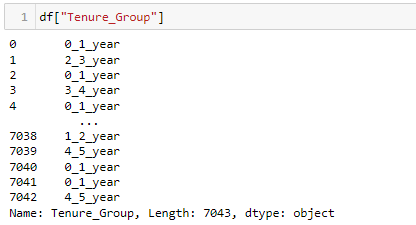 1 df["Tenure_Group"]
0 0_1_year
1 2_3_year
2 0_1_year
3 3_4_year
4 0_1_year
...
7038 1_2_year
7039 4_5_year
7040 0_1_year
7041 0_1_year
7042 4_5_year
Name: Tenure_Group, Length: 7043, dtype: object